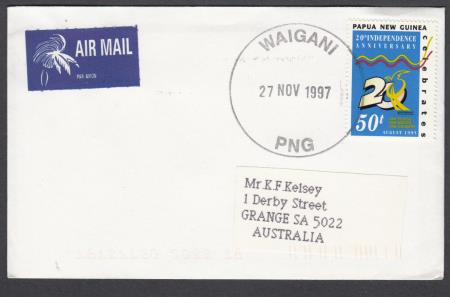 AIR MAIL
PAR AVION
WAIGANI
27 NOV 1997
PNG
PAPUA NEW GUINEA
20th INDEPENDENCE
ANNIVERSARY
celebrates
20
50t
AUGUST 1995
Mr.K.F.Kelsey
1 Derby Street
GRANGE SA 5022
AUSTRALIA